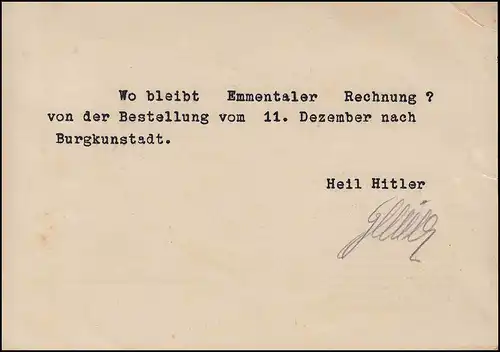 Wo bleibt Emmentaler Rechnung ?
von der Bestellung vom 11. Dezember nach
Burgkunstadt.
Heil Hitler